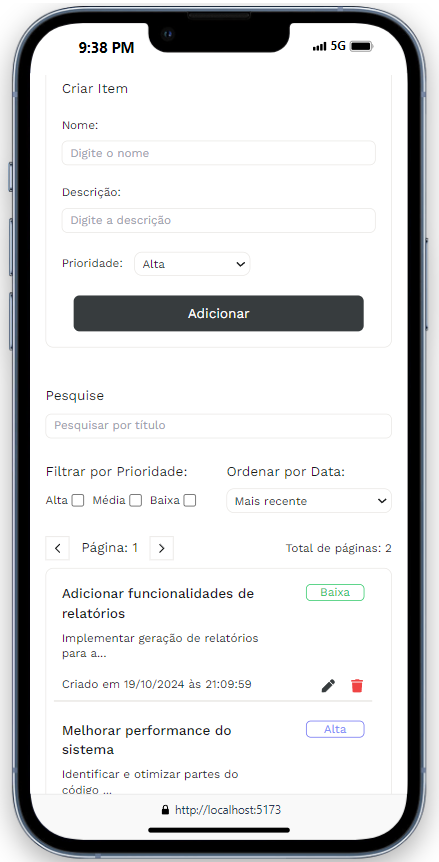 9:38 PM 5G
Criar Item
Nome:
Digite o nome
Descrição:
Digite a descrição
Prioridade: Alta
Adicionar
Pesquise
Pesquisar por título
Filtrar por Prioridade: Ordenar por Data:
Alta Média Baixa Mais recente
Página: 1 Total de páginas: 2
Adicionar funcionalidades de Baixa
relatórios
Implementar geração de relatórios
para a...
Criado em 19/10/2024 às 21:09:59
Melhorar performance do Alta
sistema
Identificar e otimizar partes do
código ...
http://localhost:5173